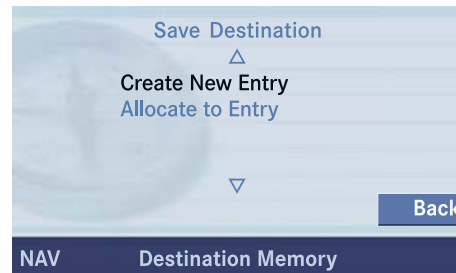 Save Destination
Create New Entry
Allocate to Entry
Back
NAV Destination Memory